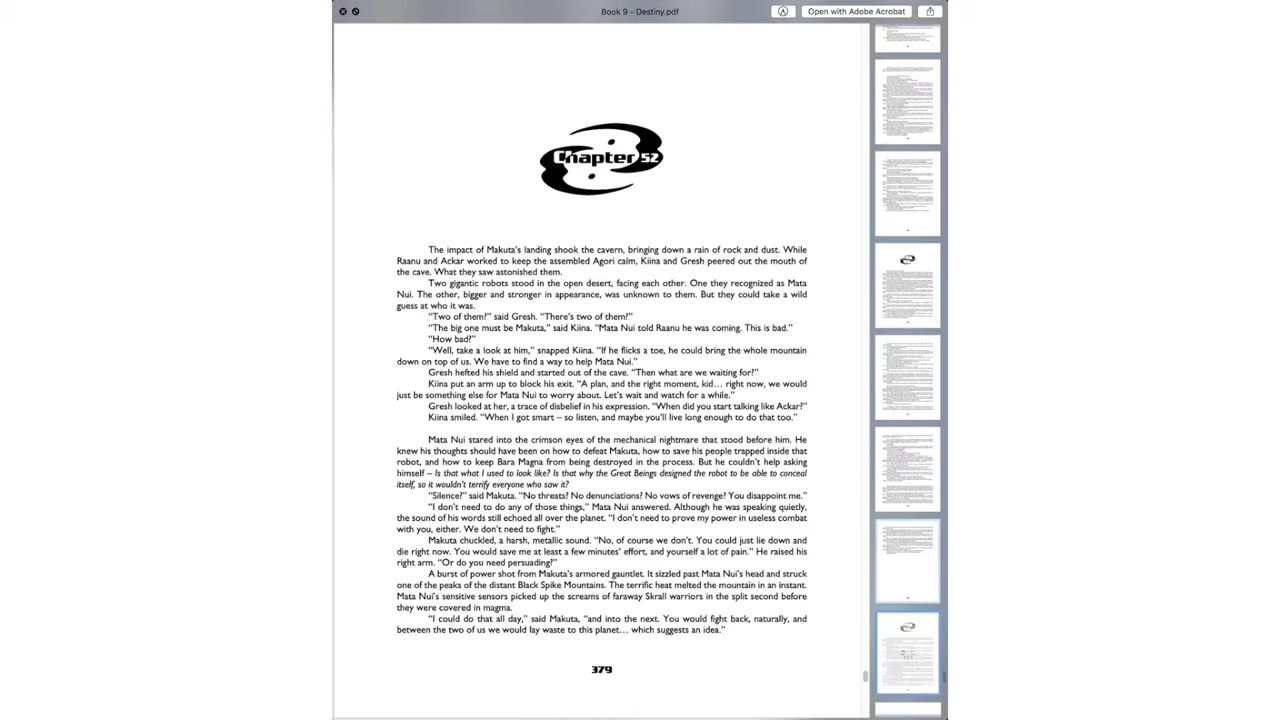 Book 9 - Destiny.pdf
Open with Adobe Acrobat
Chapter 52
The impact of Makuta's landing shook the cavern, bringing down a rain of rock and dust. While
Raanu and Ackar worked to keep the assembled Agori calm, Kiina and Gresh peered out the mouth of
the cave. What they saw astonished them.
Two gigantic robots stood in the open desert, facing each other. One they recognized as Mata
Nui. The other, bigger and stronger in appearance, was unknown to them. But they could take a wild
guess at who it was.
“Two of them?” said Gresh. “There's two of them?”
“The big one must be Makuta,” said Kiina. “Mata Nui told Raanu he was coming. This is bad.”
“How bad?”
“Well, take a look at him,” snapped Kiina. “If he flicks a toe, he could bring the whole mountain
down on top of us. We have to find a way to help Mata Nui.”
Gresh hefted his shield and started out of the cave. “Then what are we waiting for?”
Kiina put an arm up to block his exit. “A plan, and the right moment, kid… right now, we would
just be something else for Mata Nui to worry about. Let's wait and watch for a while.”
Gresh looked at her, a trace of disbelief in his expression. “When did you start talking like Ackar?”
Kiina smiled. “When I got smart – so listen, and maybe you'll live long enough to do that too.”
Mata Nui stared into the crimson eyes of the mechanical nightmare that stood before him. He
knew his thoughts should have been on how to defeat Makuta, how to save his people trapped inside that
robot, and how to keep Bara Magna from being destroyed in the process. But he couldn't help asking
himself – Is that what I used to look like? Is that why the Great Beings designed the robot to be able to conceal
itself, so it wouldn't terrify everyone who saw it?
“Silence?” said Makuta. “No threats? No denunciations? No vows of revenge? You disappoint me.”
“I don't need to do any of those things,” Mata Nui answered. Although he was speaking quietly,
the sound of his words still echoed all over the planet. “I don't need to prove my power in useless combat
with you, either. We don't need to fight.”
Makuta chuckled, a harsh, metallic sound. “No, of course we don't. You could just lie down and
die right now. You would save me at least a few minutes' effort, and yourself a lot of pain.” He raised his
right arm. “Or do you need persuading?”
A burst of power shot from Makuta's armored gauntlet. It sizzled past Mata Nui's head and struck
one of the peaks of the distant Black Spike Mountains. The terrific heat melted the mountain in an instant.
Mata Nui's sensitive sensors picked up the screams of faraway Skrall warriors in the split second before
they were covered in magma.
“I could do that all day,” said Makuta, “and into the next. You would fight back, naturally, and
between the two of us we would lay waste to this planet… which suggests an idea.”
379